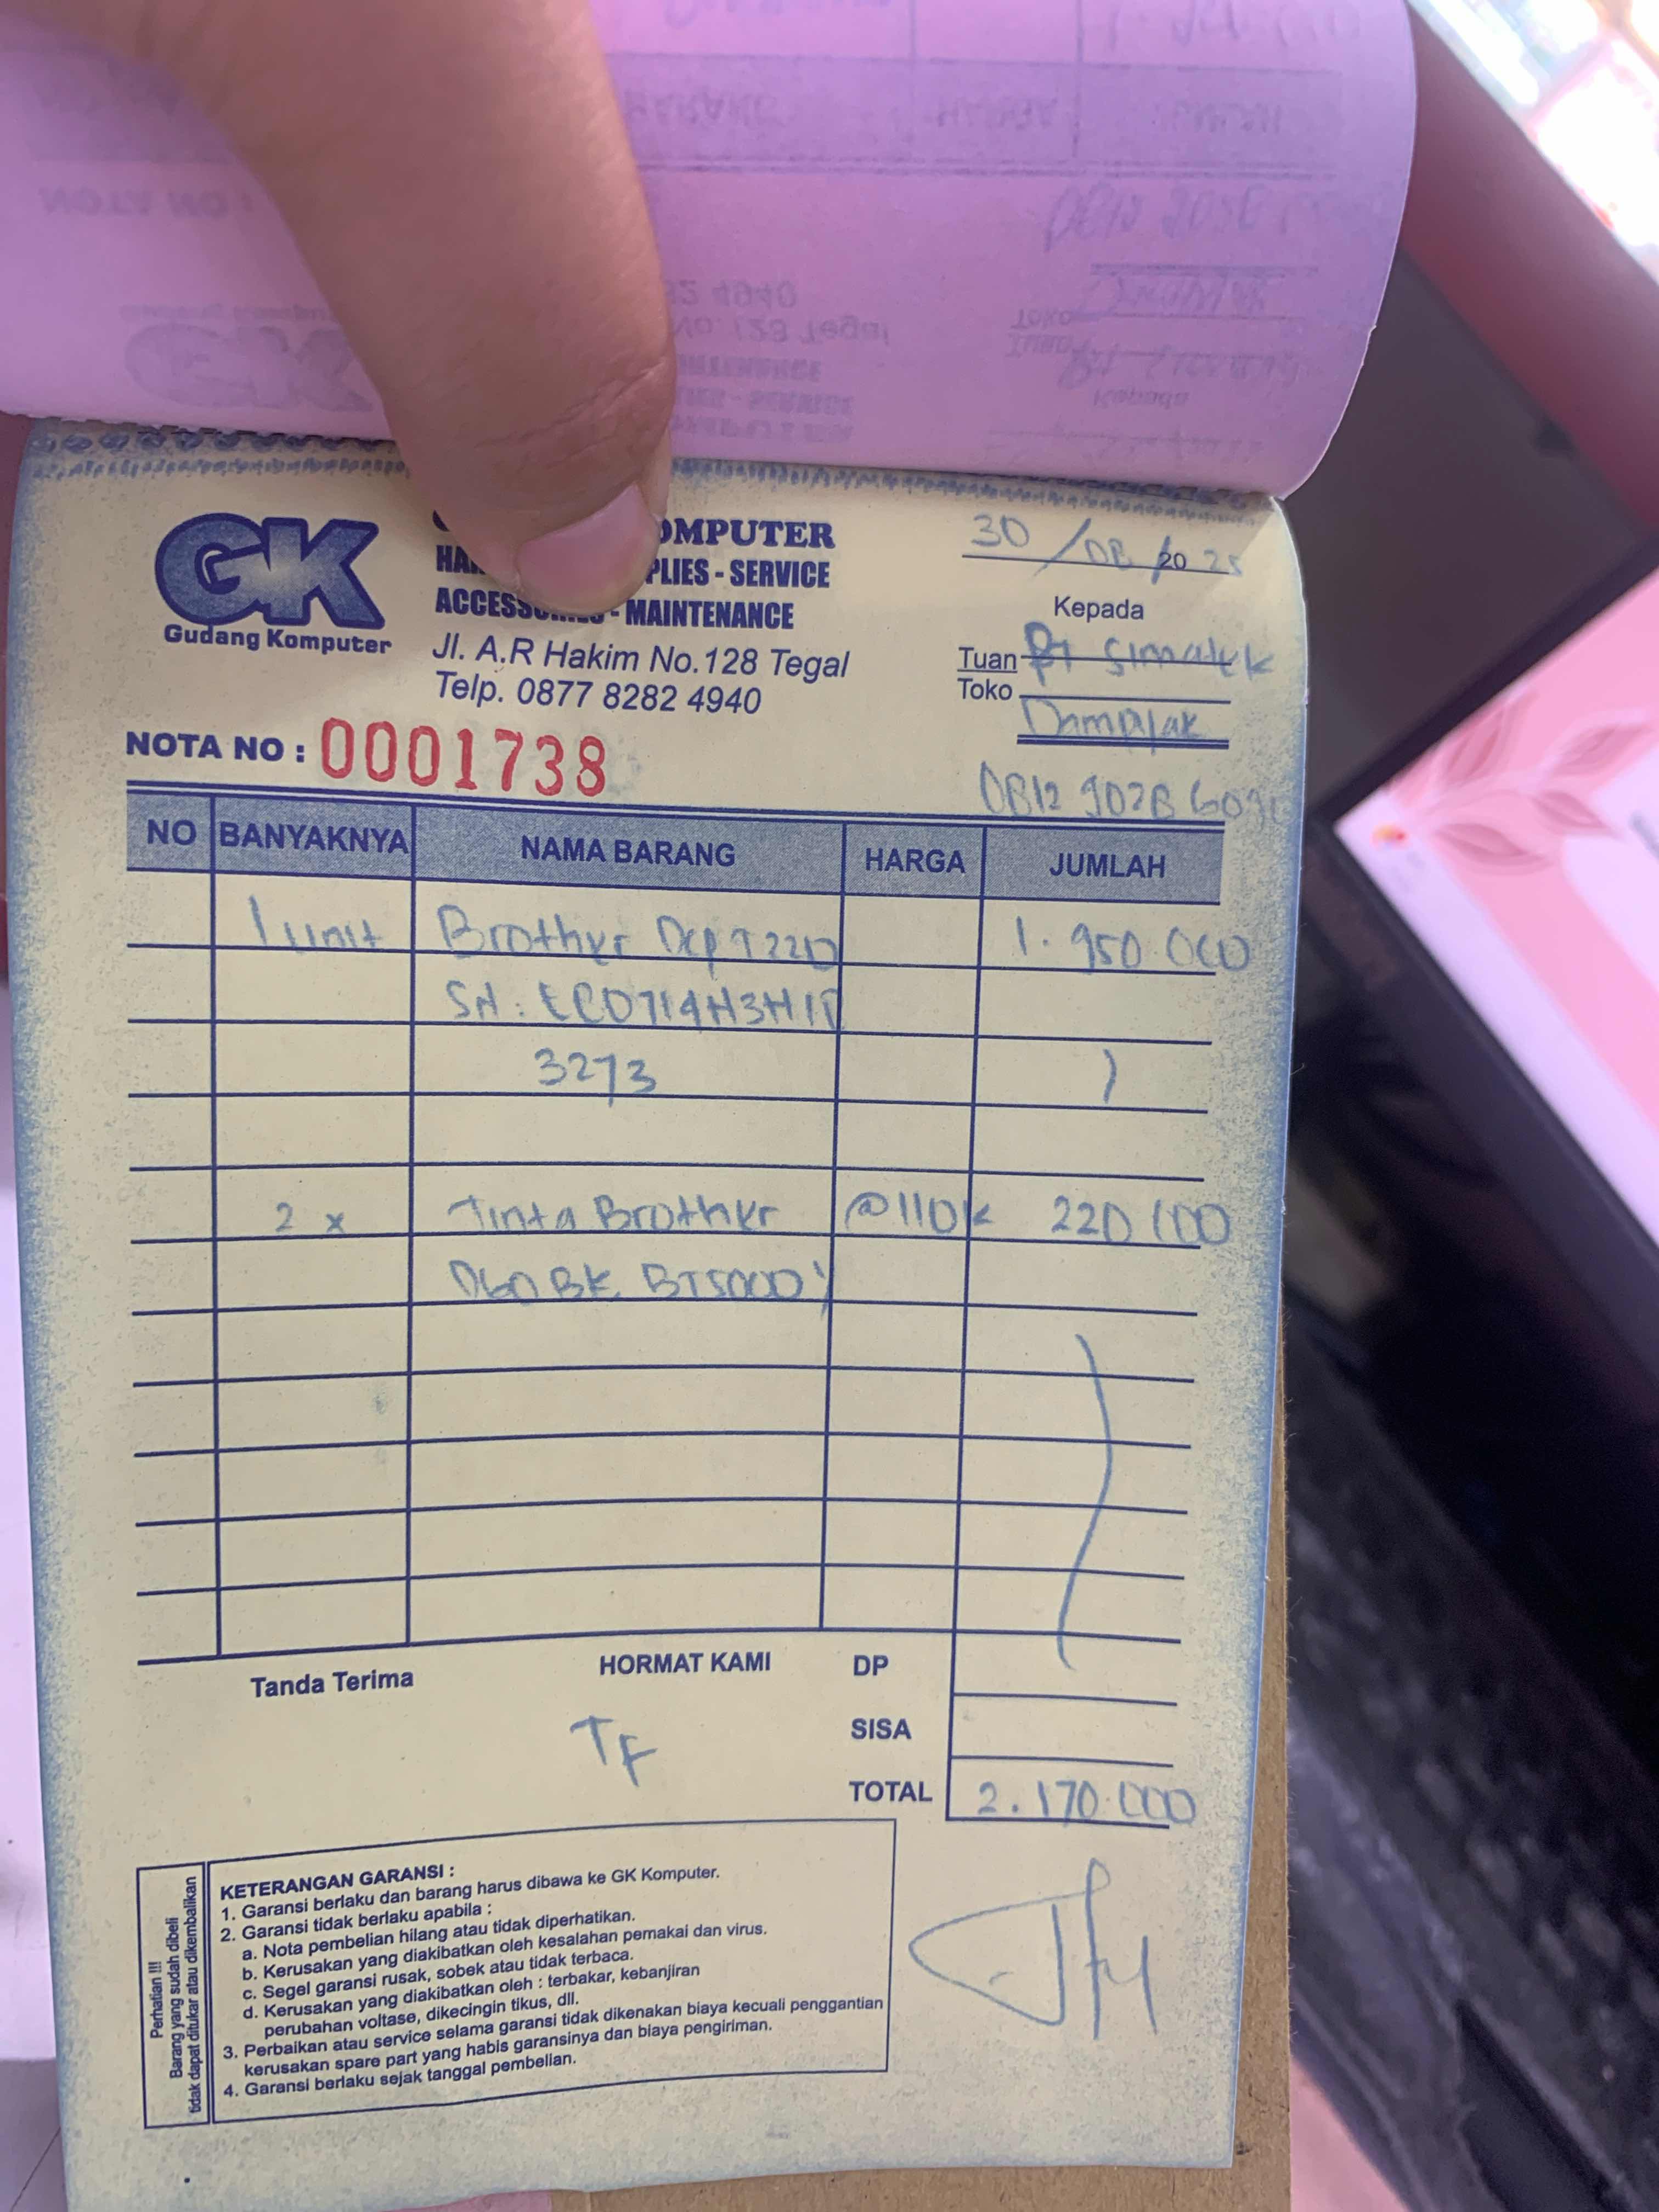 GK
Gudang Komputer
OMPUTER
PLIES - SERVICE
ACCESS - MAINTENANCE
Jl. A.R Hakim No.128 Tegal
Telp. 0877 8282 4940
30 / 08 / 20 25
Kepada
Tuan PT
Toko
NOTA NO : 0001738
NO BANYAKNYA NAMA BARANG HARGA JUMLAH
1 unit Brother Dcp T220 1.950.000
SN :
3273
2 x Tinta Brother @110k 220.000
D60 BK, BT5000 Y
Tanda Terima HORMAT KAMI DP
TF
SISA
TOTAL 2.170.000
Perhatian !!!
Barang yang sudah dibeli
tidak dapat ditukar atau dikembalikan
KETERANGAN GARANSI :
1. Garansi berlaku dan barang harus dibawa ke GK Komputer.
2. Garansi tidak berlaku apabila :
a. Nota pembelian hilang atau tidak diperhatikan.
b. Kerusakan yang diakibatkan oleh kesalahan pemakai dan virus.
c. Segel garansi rusak, sobek atau tidak terbaca.
d. Kerusakan yang diakibatkan oleh : terbakar, kebanjiran
perubahan voltase, dikecingin tikus, dll.
3. Perbaikan atau service selama garansi tidak dikenakan biaya kecuali penggantian
kerusakan spare part yang habis garansinya dan biaya pengiriman.
4. Garansi berlaku sejak tanggal pembelian.